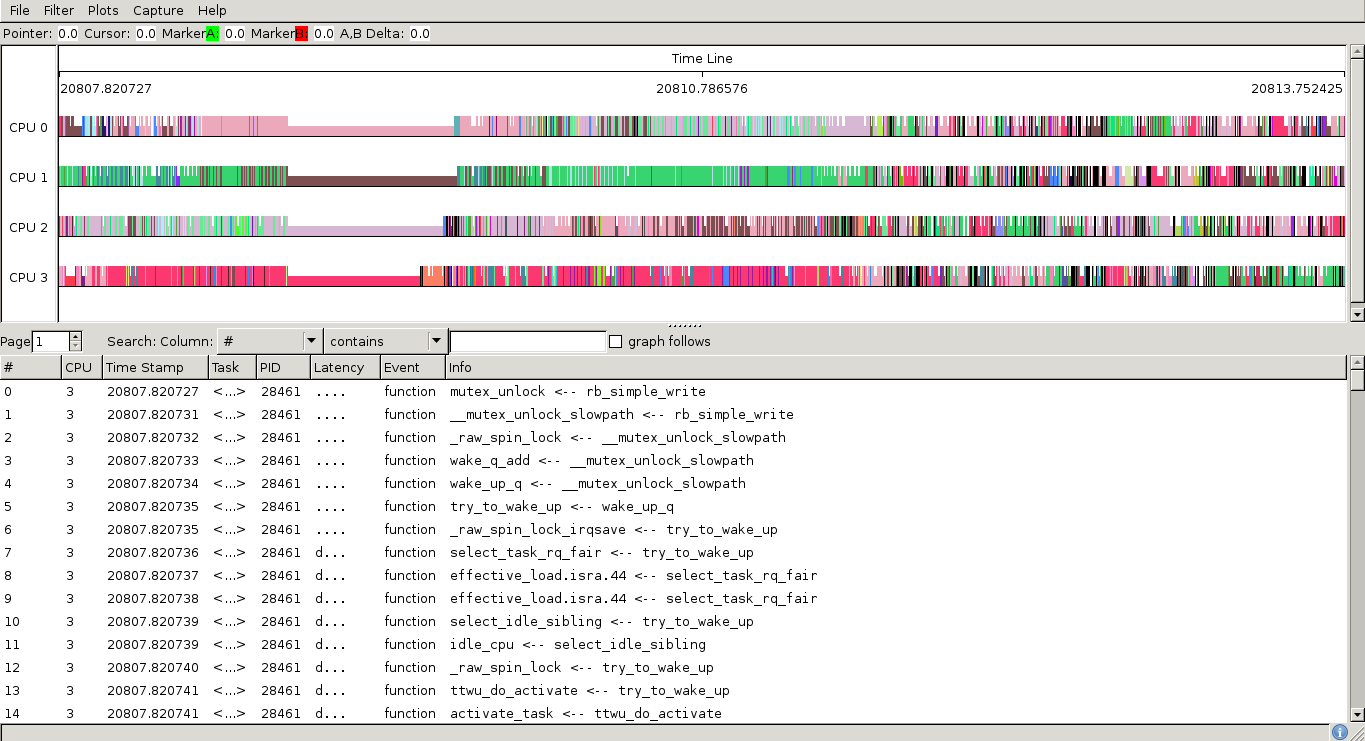 File Filter Plots Capture Help
Pointer: 0.0 Cursor: 0.0 MarkerA: 0.0 MarkerB: 0.0 A,B Delta: 0.0
Time Line
20807.820727 20810.786576 20813.752425
CPU 0
CPU 1
CPU 2
CPU 3
Page 1 Search: Column: # contains graph follows
# CPU Time Stamp Task PID Latency Event Info
0 3 20807.820727 <...> 28461 .... function mutex_unlock <-- rb_simple_write
1 3 20807.820731 <...> 28461 .... function __mutex_unlock_slowpath <-- rb_simple_write
2 3 20807.820732 <...> 28461 .... function _raw_spin_lock <-- __mutex_unlock_slowpath
3 3 20807.820733 <...> 28461 .... function wake_q_add <-- __mutex_unlock_slowpath
4 3 20807.820734 <...> 28461 .... function wake_up_q <-- __mutex_unlock_slowpath
5 3 20807.820735 <...> 28461 .... function try_to_wake_up <-- wake_up_q
6 3 20807.820735 <...> 28461 .... function _raw_spin_lock_irqsave <-- try_to_wake_up
7 3 20807.820736 <...> 28461 d... function select_task_rq_fair <-- try_to_wake_up
8 3 20807.820737 <...> 28461 d... function effective_load.isra.44 <-- select_task_rq_fair
9 3 20807.820738 <...> 28461 d... function effective_load.isra.44 <-- select_task_rq_fair
10 3 20807.820739 <...> 28461 d... function select_idle_sibling <-- try_to_wake_up
11 3 20807.820739 <...> 28461 d... function idle_cpu <-- select_idle_sibling
12 3 20807.820740 <...> 28461 d... function _raw_spin_lock <-- try_to_wake_up
13 3 20807.820741 <...> 28461 d... function ttwu_do_activate <-- try_to_wake_up
14 3 20807.820741 <...> 28461 d... function activate_task <-- ttwu_do_activate